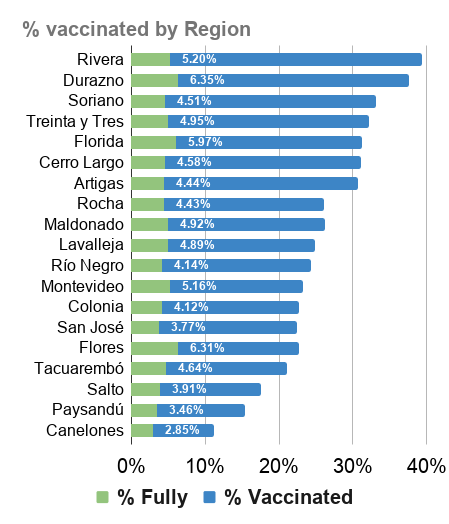 % vaccinated by Region
Rivera 5.20%
Durazno 6.35%
Soriano 4.51%
Treinta y Tres 4.95%
Florida 5.97%
Cerro Largo 4.58%
Artigas 4.44%
Rocha 4.43%
Maldonado 4.92%
Lavalleja 4.89%
Río Negro 4.14%
Montevideo 5.16%
Colonia 4.12%
San José 3.77%
Flores 6.31%
Tacuarembó 4.64%
Salto 3.91%
Paysandú 3.46%
Canelones 2.85%
0% 10% 20% 30% 40%
% Fully % Vaccinated